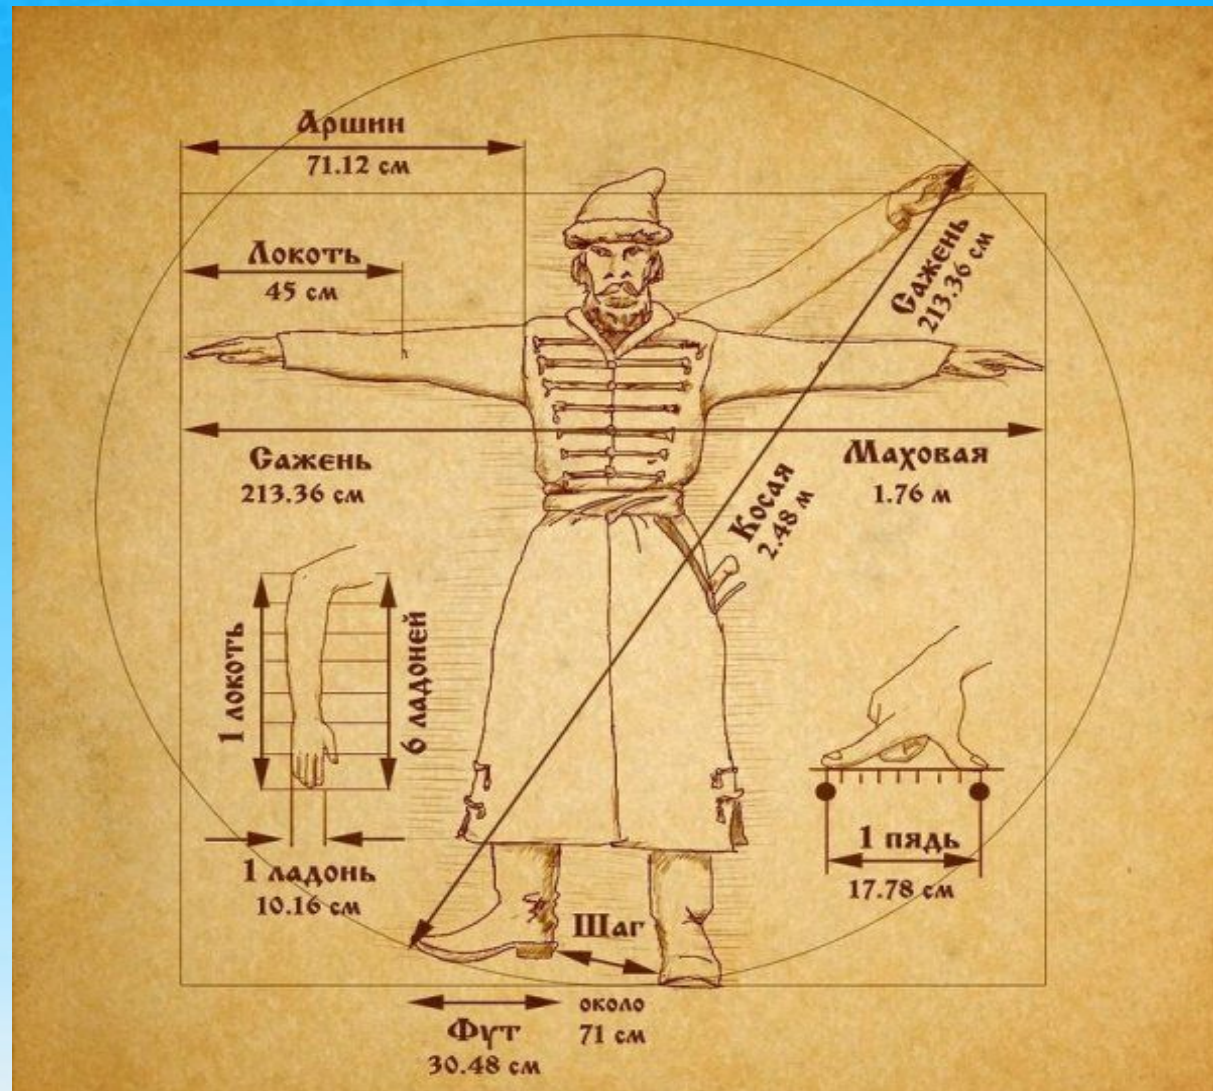 Аршин
71.12 см
Локоть
45 см
Сажень
213.36 см
Сажень
213.36 см
Маховая
1.76 м
Косая
2.48 м
1 локоть
6 ладоней
1 ладонь
10.16 см
1 пядь
17.78 см
Шаг
около
71 см
Фут
30.48 см